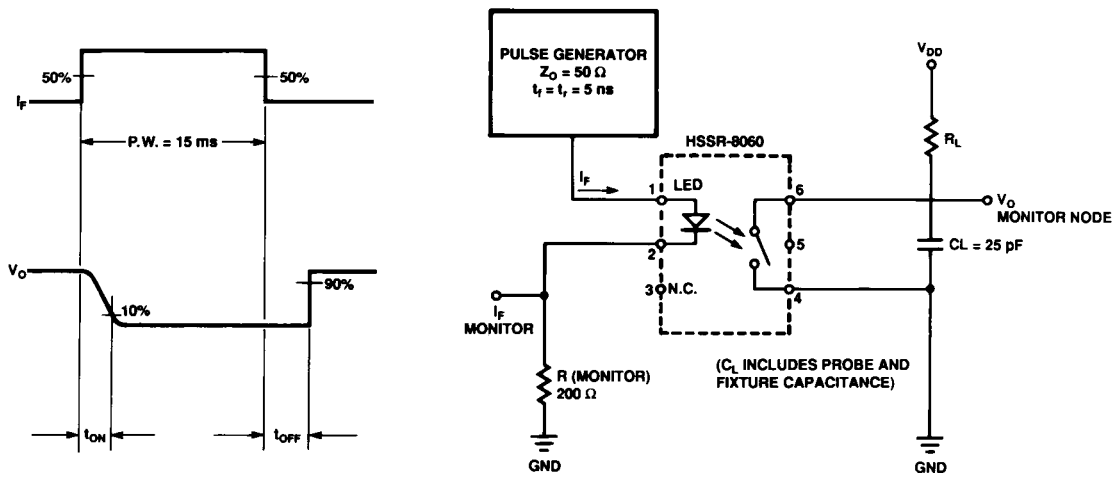 50%
50%
I_F
P.W. = 15 ms
V_O
10%
90%
t_ON
t_OFF
PULSE GENERATOR
Z_O = 50 Ω
t_f = t_r = 5 ns
I_F
HSSR-8060
1
LED
2
3
N.C.
6
5
4
I_F
MONITOR
R (MONITOR)
200 Ω
GND
V_DD
R_L
V_O
MONITOR NODE
CL = 25 pF
(C_L INCLUDES PROBE AND
FIXTURE CAPACITANCE)
GND